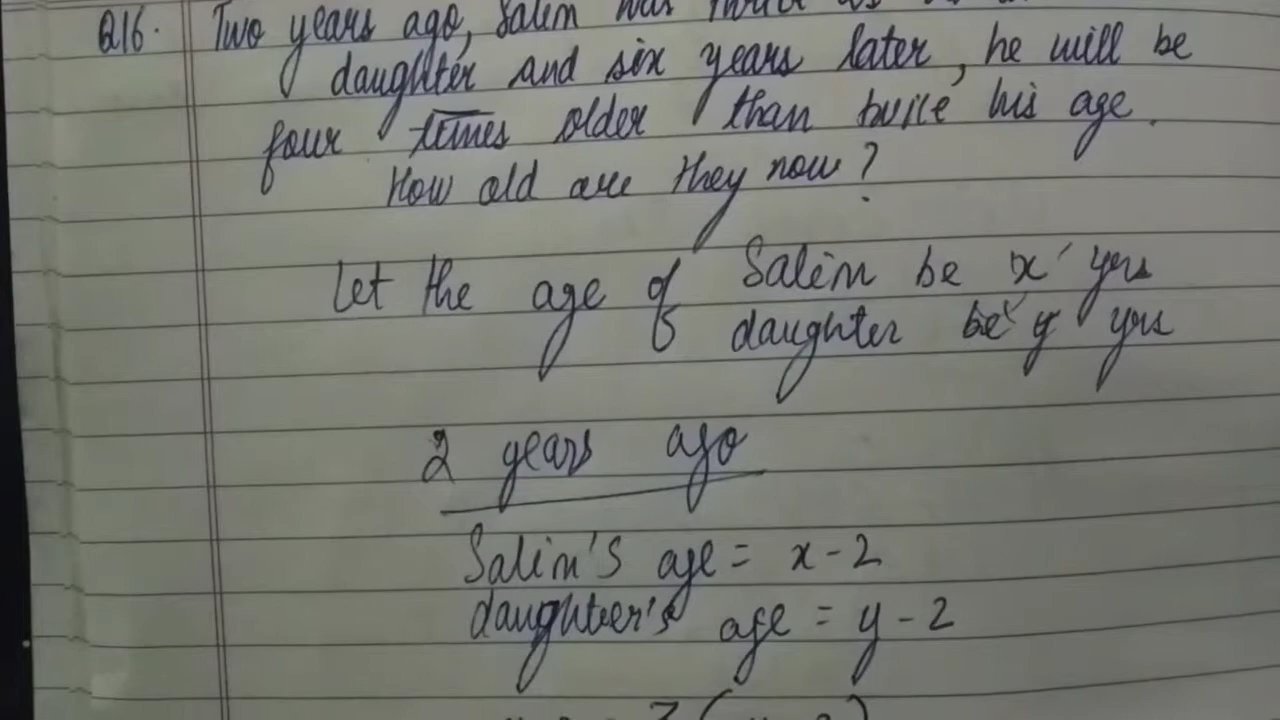 Q16. Two years ago, Salim was thrice as
daughter and six years later, he will be
four times older than twice his age.
How old are they now?
Let the age of Salim be x yrs
daughter be y yrs
2 years ago
Salim's age = x - 2
daughter's age = y - 2